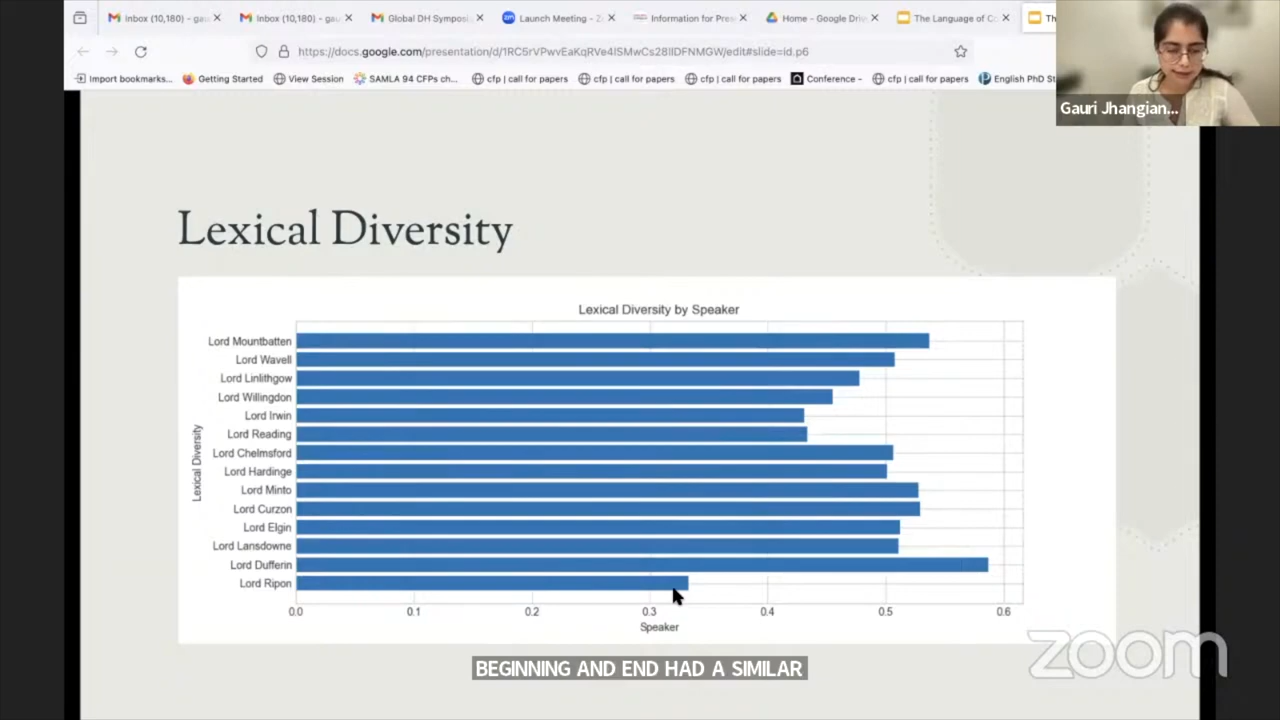 Inbox (10,180) - gau
Inbox (10,180) - gau
Global DH Symposi
Launch Meeting - Z
Information for Pres
Home - Google Driv
The Language of Co
Th
https://docs.google.com/presentation/d/1RC5rVPwvEaKqRVe4lSMwCs28IlDFNMGW/edit#slide=id.p6
Import bookmarks...
Getting Started
View Session
SAMLA 94 CFPs ch...
cfp | call for papers
cfp | call for papers
cfp | call for papers
Conference –
cfp | call for papers
English PhD St
Gauri Jhangian...
Lexical Diversity
Lexical Diversity by Speaker
Lord Mountbatten
Lord Wavell
Lord Linlithgow
Lord Willingdon
Lord Irwin
Lord Reading
Lord Chelmsford
Lord Hardinge
Lord Minto
Lord Curzon
Lord Elgin
Lord Lansdowne
Lord Dufferin
Lord Ripon
Lexical Diversity
0.0 0.1 0.2 0.3 0.4 0.5 0.6
Speaker
BEGINNING AND END HAD A SIMILAR
zoom